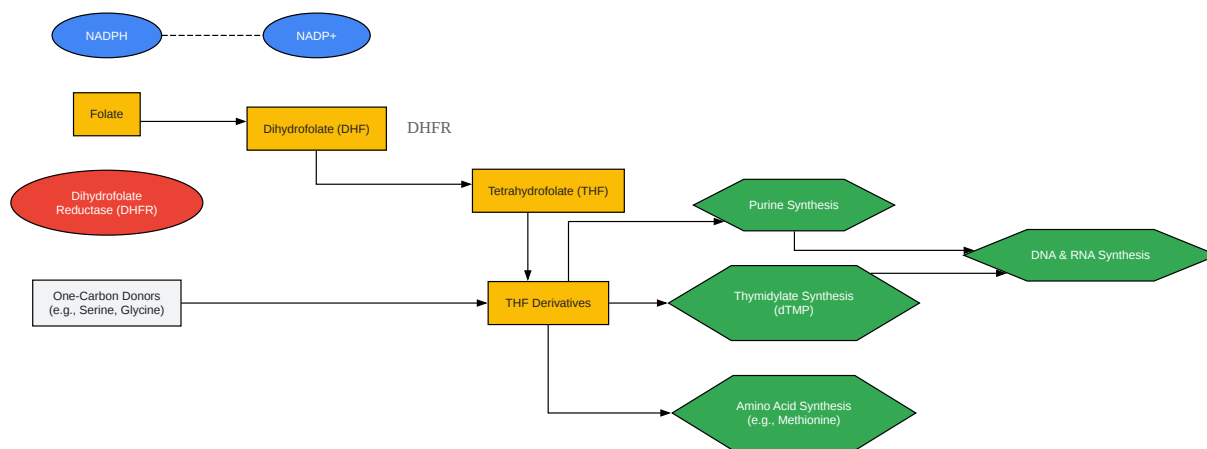 NADPH
NADP+
Folate
Dihydrofolate (DHF)
DHFR
Dihydrofolate
Reductase (DHFR)
Tetrahydrofolate (THF)
Purine Synthesis
DNA & RNA Synthesis
One-Carbon Donors
(e.g., Serine, Glycine)
THF Derivatives
Thymidylate Synthesis
(dTMP)
Amino Acid Synthesis
(e.g., Methionine)